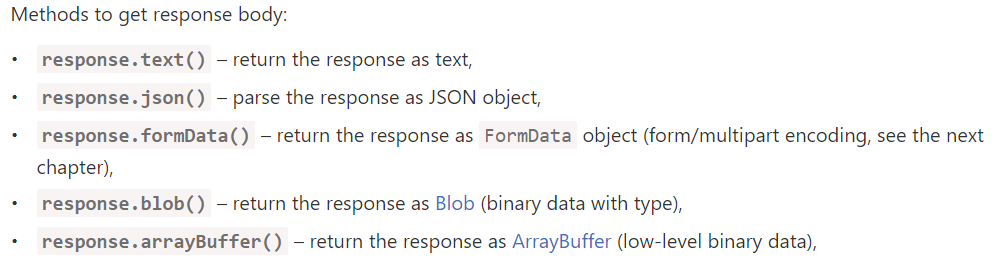 Methods to get response body:
• response.text() – return the response as text,
• response.json() – parse the response as JSON object,
• response.formData() – return the response as FormData object (form/multipart encoding, see the next
chapter),
• response.blob() – return the response as Blob (binary data with type),
• response.arrayBuffer() – return the response as ArrayBuffer (low-level binary data),